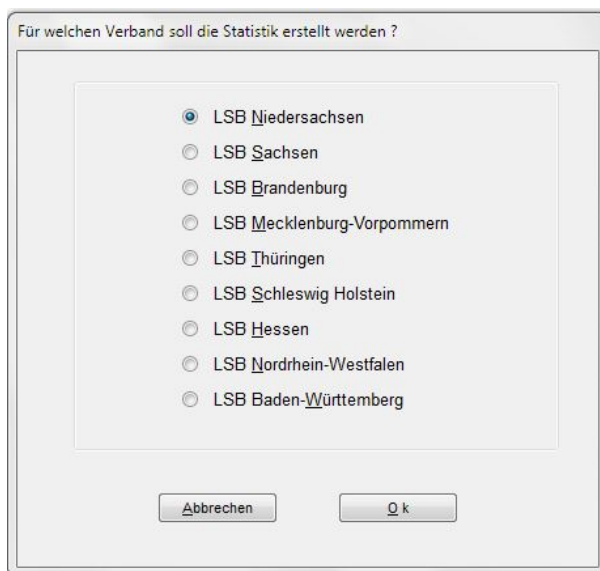 Für welchen Verband soll die Statistik erstellt werden ?
LSB Niedersachsen
LSB Sachsen
LSB Brandenburg
LSB Mecklenburg-Vorpommern
LSB Thüringen
LSB Schleswig Holstein
LSB Hessen
LSB Nordrhein-Westfalen
LSB Baden-Württemberg
Abbrechen
O k